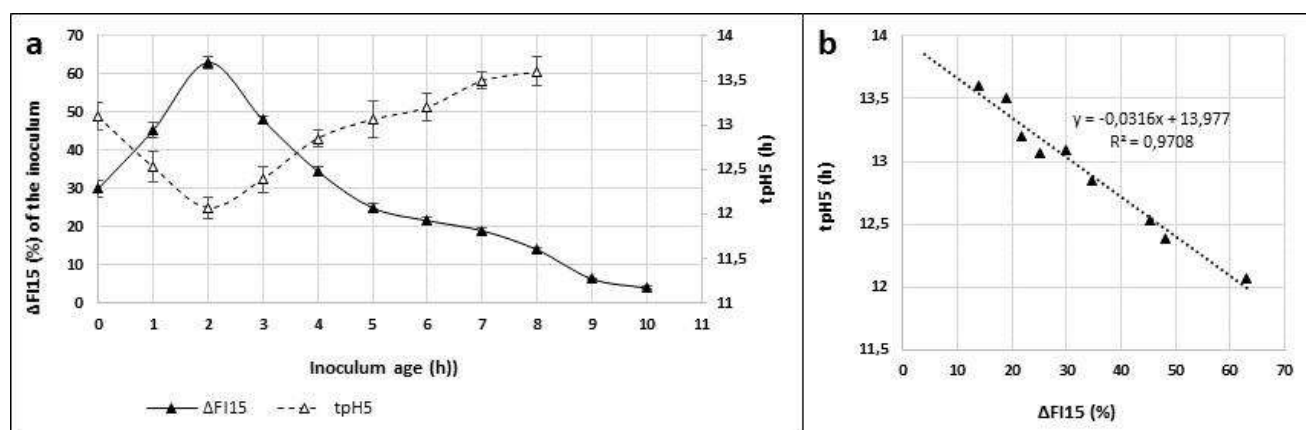 a
70
60
50
40
30
20
10
0
ΔFI15 (%) of the inoculum
14
13,5
13
12,5
12
11,5
11
tpH5 (h)
0 1 2 3 4 5 6 7 8 9 10 11
Inoculum age (h))
ΔFI15 tpH5
b
14
13,5
13
12,5
12
11,5
tpH5 (h)
y = -0,0316x + 13,977
R² = 0,9708
0 10 20 30 40 50 60 70
ΔFI15 (%)